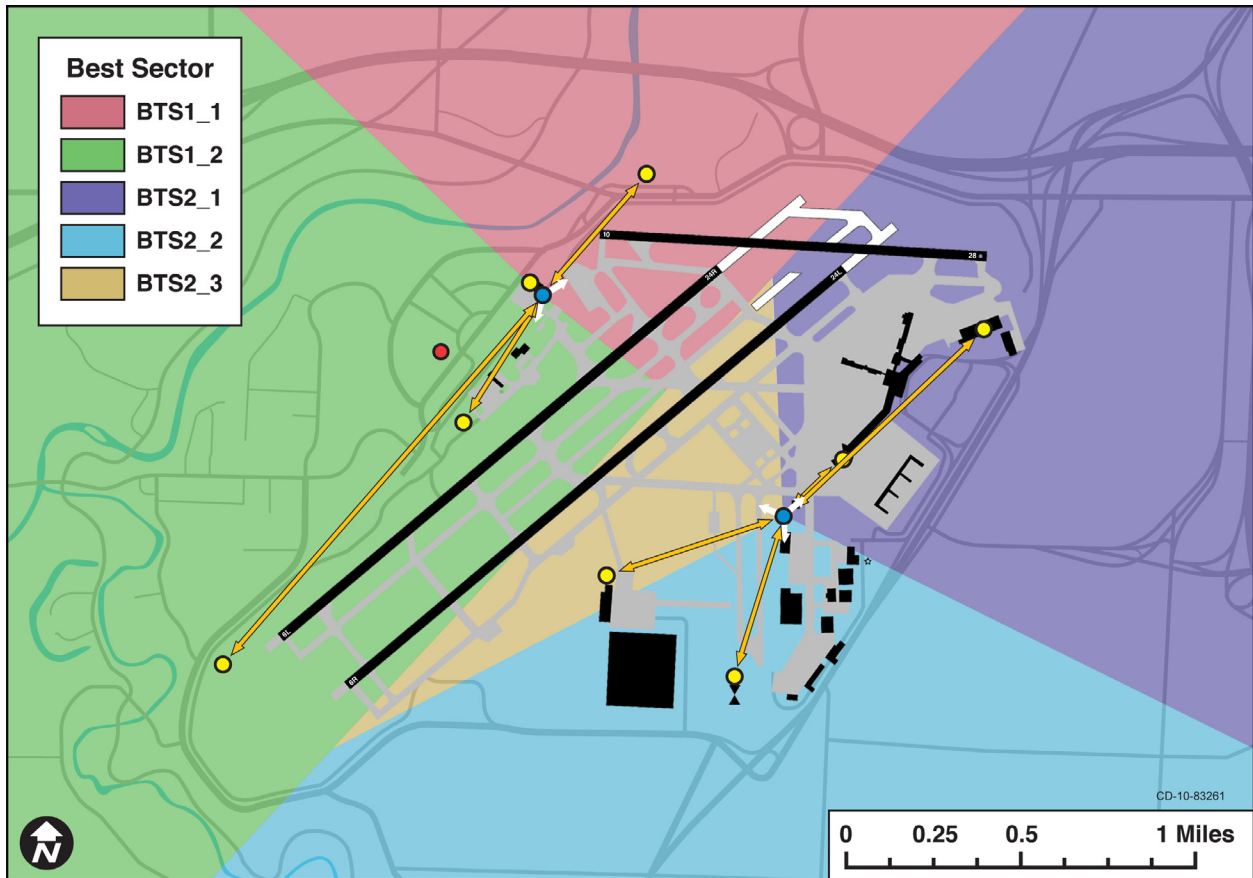 Best Sector
BTS1_1
BTS1_2
BTS2_1
BTS2_2
BTS2_3
10
28
24R
24L
6L
6R
CD-10-83261
N
0 0.25 0.5 1 Miles